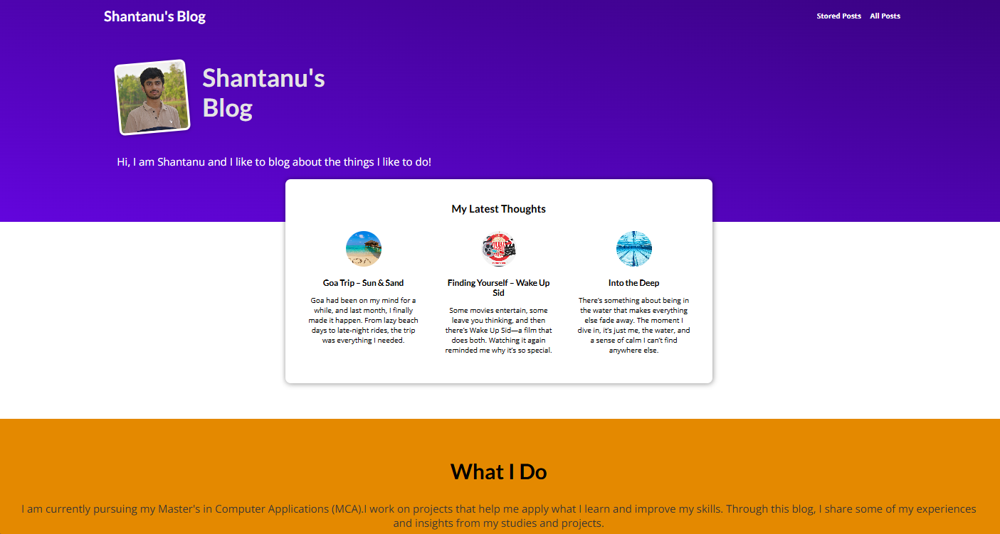 Shantanu's Blog
Stored Posts All Posts
Shantanu's
Blog
Hi, I am Shantanu and I like to blog about the things I like to do!
My Latest Thoughts
Goa Trip – Sun & Sand
Goa had been on my mind for a
while, and last month, I finally
made it happen. From lazy beach
days to late-night rides, the trip
was everything I needed.
Finding Yourself – Wake Up
Sid
Some movies entertain, some
leave you thinking, and then
there's Wake Up Sid—a film that
does both. Watching it again
reminded me why it's so special.
Into the Deep
There's something about being in
the water that makes everything
else fade away. The moment I
dive in, it's just me, the water, and
a sense of calm I can't find
anywhere else.
What I Do
I am currently pursuing my Master's in Computer Applications (MCA).I work on projects that help me apply what I learn and improve my skills. Through this blog, I share some of my experiences
and insights from my studies and projects.